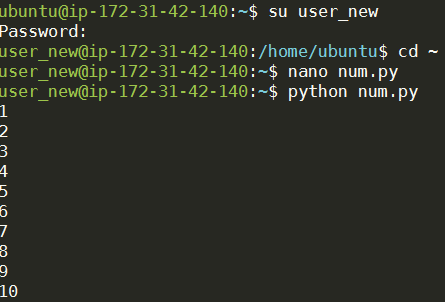 ubuntu@ip-172-31-42-140:~$ su user_new
Password:
user_new@ip-172-31-42-140:/home/ubuntu$ cd ~
user_new@ip-172-31-42-140:~$ nano num.py
user_new@ip-172-31-42-140:~$ python num.py
1
2
3
4
5
6
7
8
9
10